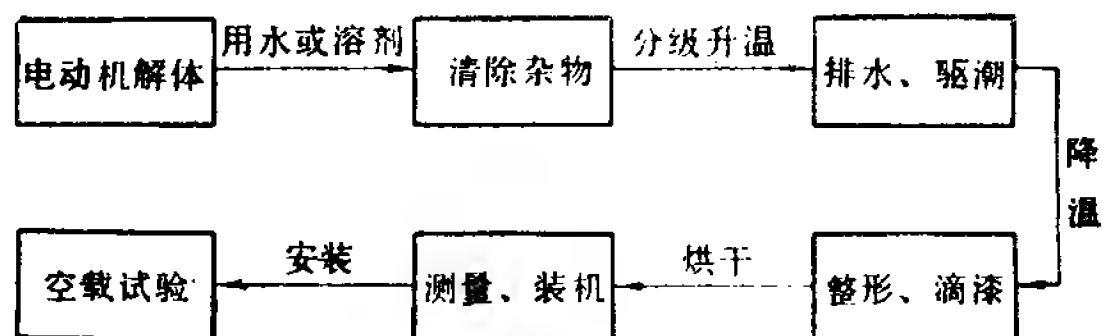 电动机解体
用水或溶剂
清除杂物
分级升温
排水、驱潮
降温
整形、滴漆
烘干
测量、装机
安装
空载试验